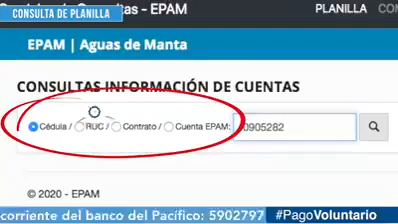 CONSULTA DE PLANILLA
Consultas - EPAM
PLANILLA
EPAM | Aguas de Manta
CONSULTAS INFORMACIÓN DE CUENTAS
Cédula / RUC / Contrato / Cuenta EPAM: 0905282
© 2020 - EPAM
corriente del banco del Pacífico: 5902797 #PagoVoluntario